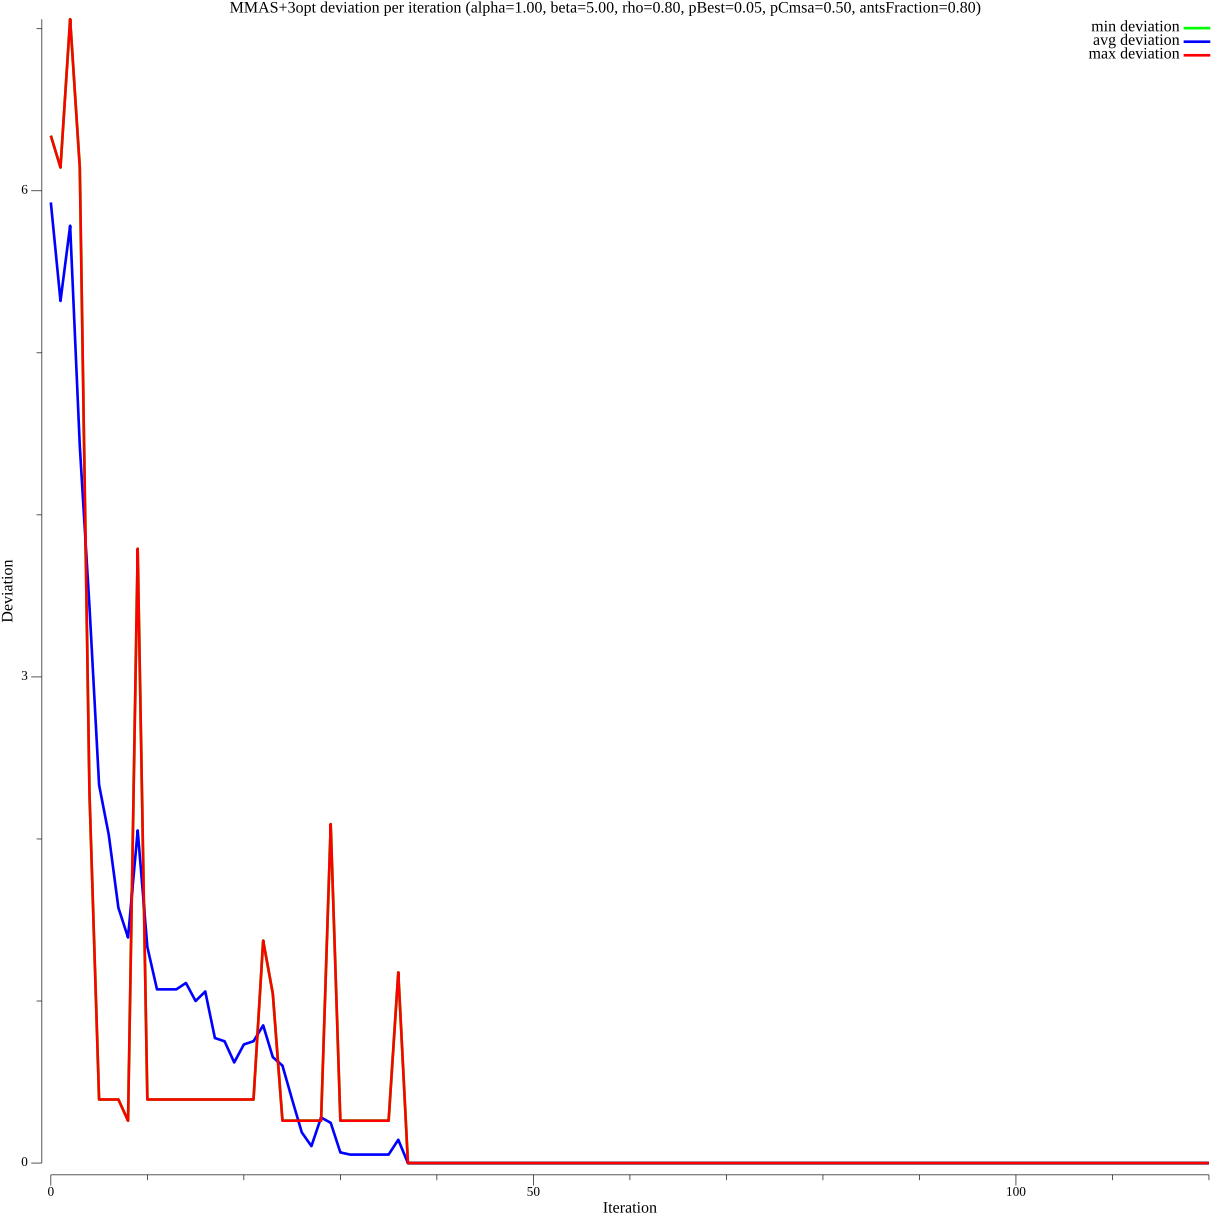 MMAS+3opt deviation per iteration (alpha=1.00, beta=5.00, rho=0.80, pBest=0.05, pCmsa=0.50, antsFraction=0.80)
min deviation
avg deviation
max deviation
6
3
0
Deviation
0 50 100
Iteration